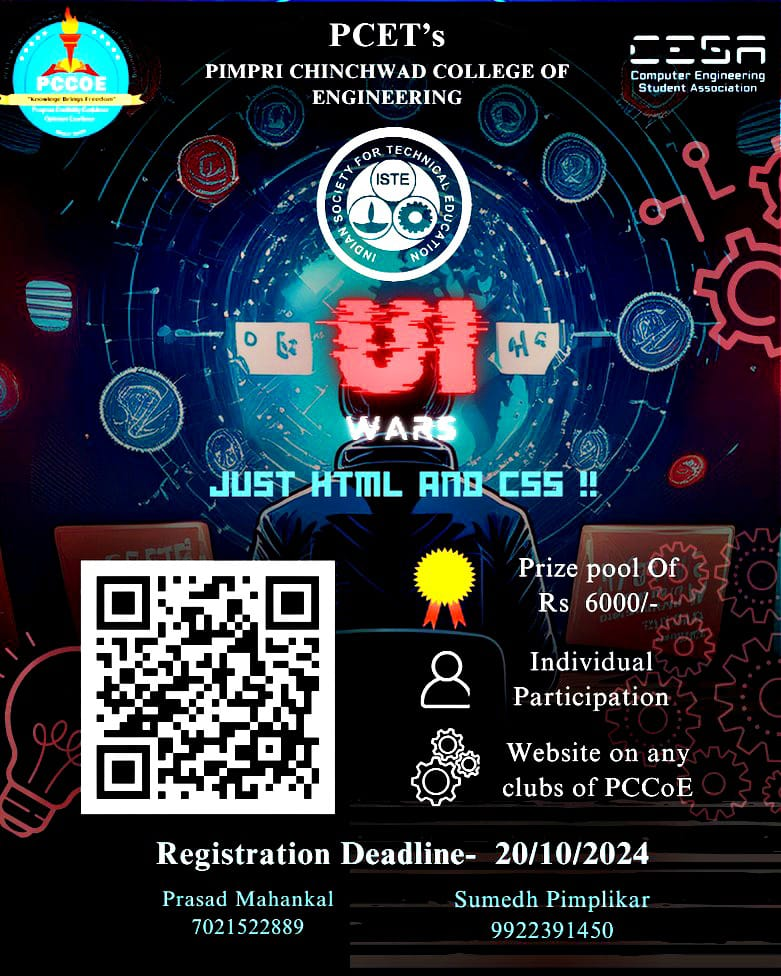 PCET's
PIMPRI CHINCHWAD COLLEGE OF
ENGINEERING
PCCOE
"Knowledge Brings Freedom"
CESA
Computer Engineering
Student Association
INDIAN SOCIETY FOR TECHNICAL EDUCATION
ISTE
UI
WARS
JUST HTML AND CSS !!
Prize pool Of
Rs 6000/-
Individual
Participation
Website on any
clubs of PCCoE
Registration Deadline- 20/10/2024
Prasad Mahankal
7021522889
Sumedh Pimplikar
9922391450